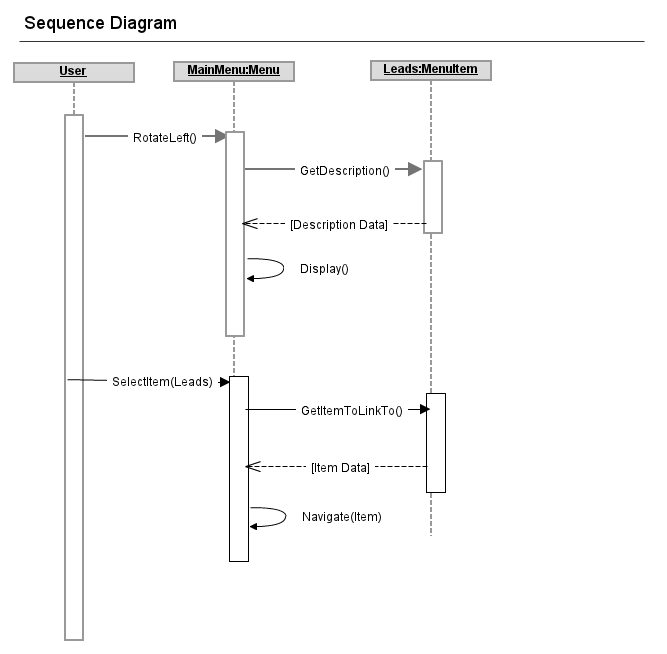 Sequence Diagram
User
MainMenu:Menu
Leads:MenuItem
RotateLeft()
GetDescription()
[Description Data]
Display()
SelectItem(Leads)
GetItemToLinkTo()
[Item Data]
Navigate(Item)